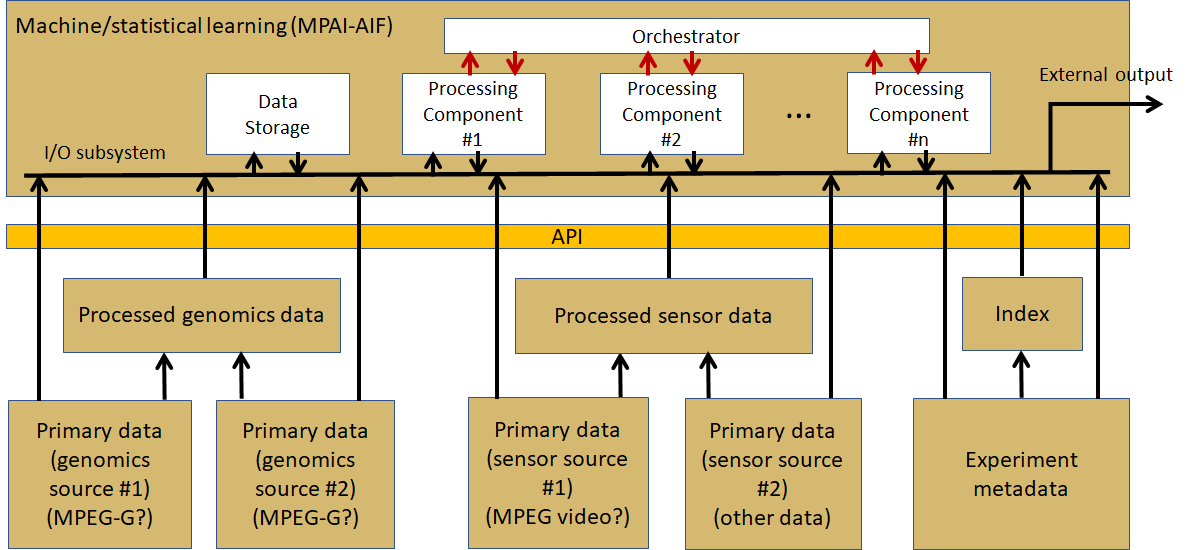 Machine/statistical learning (MPAI-AIF)
Orchestrator
External output
Data
Storage
Processing
Component
#1
Processing
Component
#2
...
Processing
Component
#n
I/O subsystem
API
Processed genomics data
Processed sensor data
Index
Primary data
(genomics
source #1)
(MPEG-G?)
Primary data
(genomics
source #2)
(MPEG-G?)
Primary data
(sensor source
#1)
(MPEG video?)
Primary data
(sensor source
#2)
(other data)
Experiment
metadata